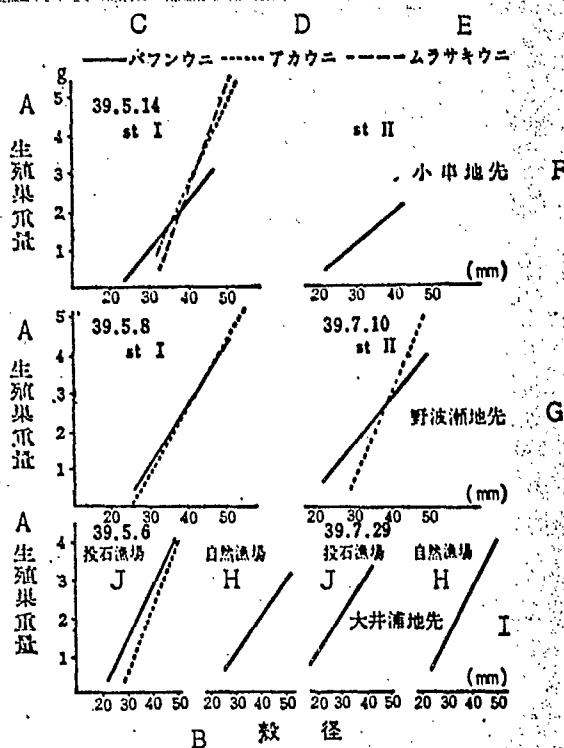 C D E
バフンウニ アカウニ ムラサキウニ
A g
生殖巣重量
5
4
3
2
1
39.5.14
st I
st II
小串地先 F
(mm)
20 30 40 50 20 30 40 50
A
生殖巣重量
5
4
3
2
1
39.5.8
st I
39.7.10
st II
野波瀬地先 G
20 30 40 50 20 30 40 50
A
生殖巣重量
4
3
2
1
39.5.6 39.7.29
投石漁場 自然漁場 投石漁場 自然漁場
J H J H
大井浦地先 I
(mm)
20 30 40 50 20 30 40 50 20 30 40 50 20 30 40 50
B 殻径